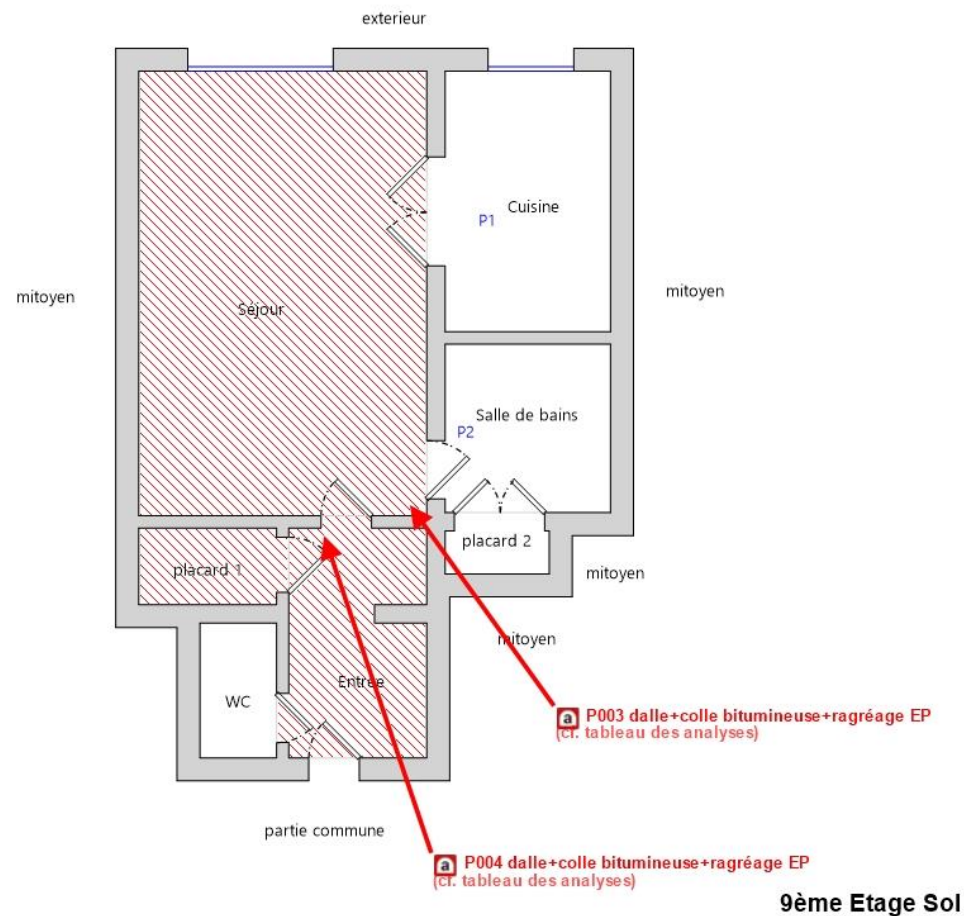 exterieur
Cuisine
P1
mitoyen
mitoyen
Séjour
Salle de bains
P2
placard 2
placard 1
mitoyen
mitoyen
Entrée
WC
a P003 dalle+colle bitumineuse+ragréage EP
(cf. tableau des analyses)
partie commune
a P004 dalle+colle bitumineuse+ragréage EP
(cf. tableau des analyses)
9ème Etage Sol